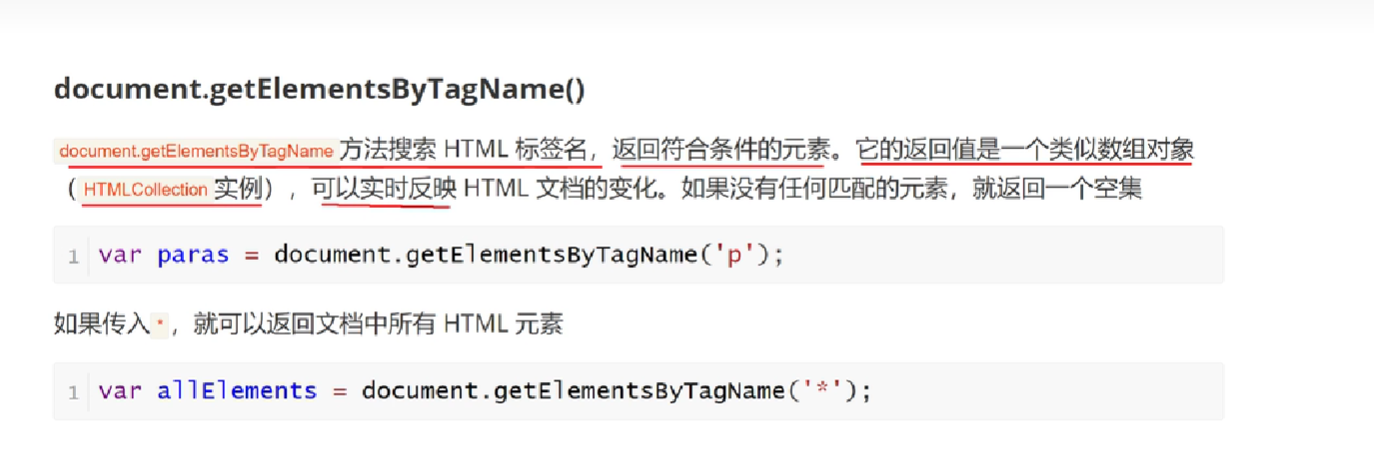 document.getElementsByTagName()
document.getElementsByTagName 方法搜索 HTML 标签名，返回符合条件的元素。它的返回值是一个类似数组对象
（HTMLCollection 实例），可以实时反映 HTML 文档的变化。如果没有任何匹配的元素，就返回一个空集
1 var paras = document.getElementsByTagName('p');
如果传入*，就可以返回文档中所有 HTML 元素
1 var allElements = document.getElementsByTagName('*');